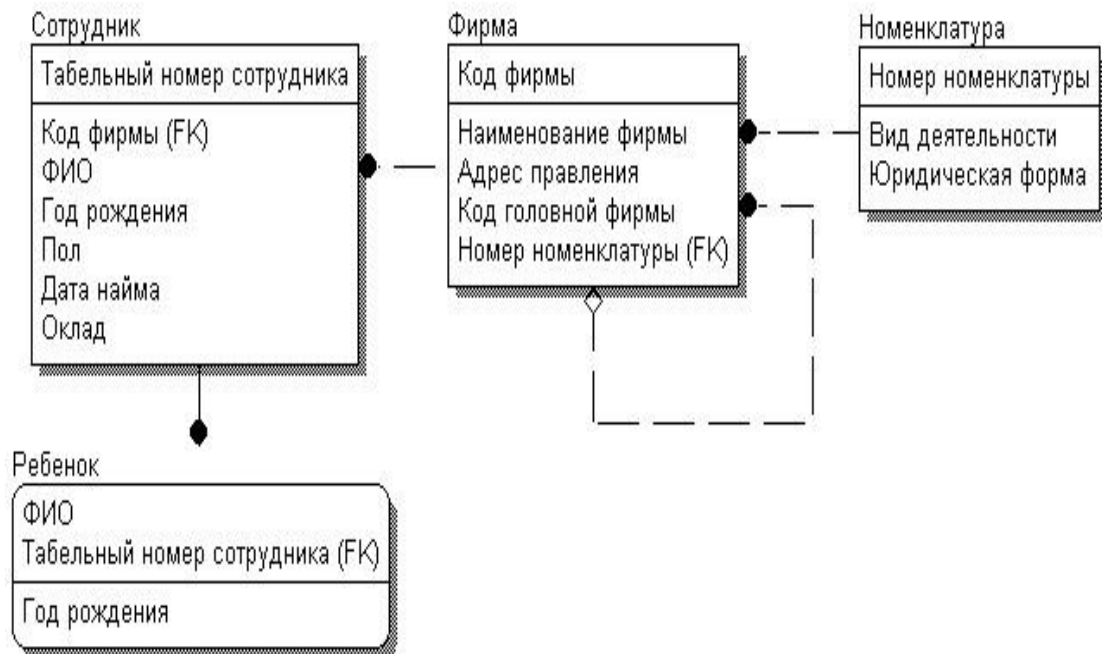 Сотрудник
Табельный номер сотрудника
Код фирмы (FK)
ФИО
Год рождения
Пол
Дата найма
Оклад
Фирма
Код фирмы
Наименование фирмы
Адрес правления
Код головной фирмы
Номер номенклатуры (FK)
Номенклатура
Номер номенклатуры
Вид деятельности
Юридическая форма
Ребенок
ФИО
Табельный номер сотрудника (FK)
Год рождения